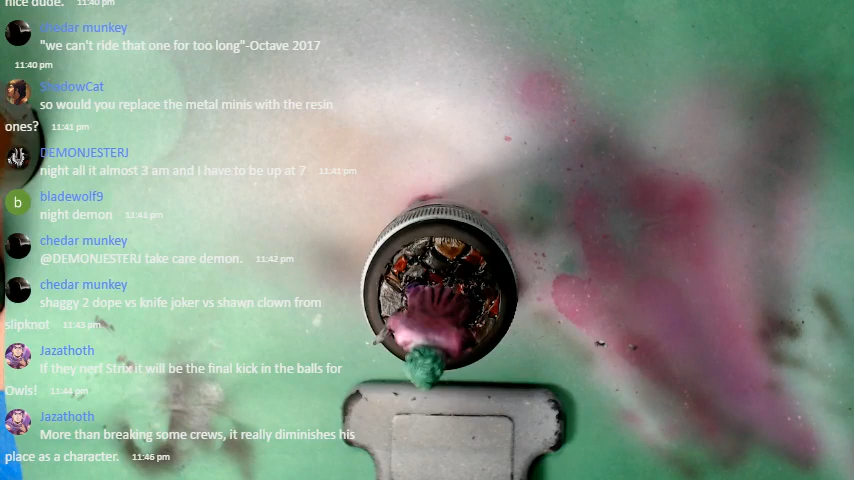 nice dude. 11:40 pm
chedar munkey
"we can't ride that one for too long"-Octave 2017
11:40 pm
ShadowCat
so would you replace the metal minis with the resin
ones? 11:41 pm
DEMONJESTERJ
night all it almost 3 am and I have to be up at 7 11:41 pm
b bladewolf9
night demon 11:41 pm
chedar munkey
@DEMONJESTERJ take care demon. 11:42 pm
chedar munkey
shaggy 2 dope vs knife joker vs shawn clown from
slipknot 11:43 pm
Jazathoth
If they nerf Strix it will be the final kick in the balls for
Owls! 11:44 pm
Jazathoth
More than breaking some crews, it really diminishes his
place as a character. 11:46 pm